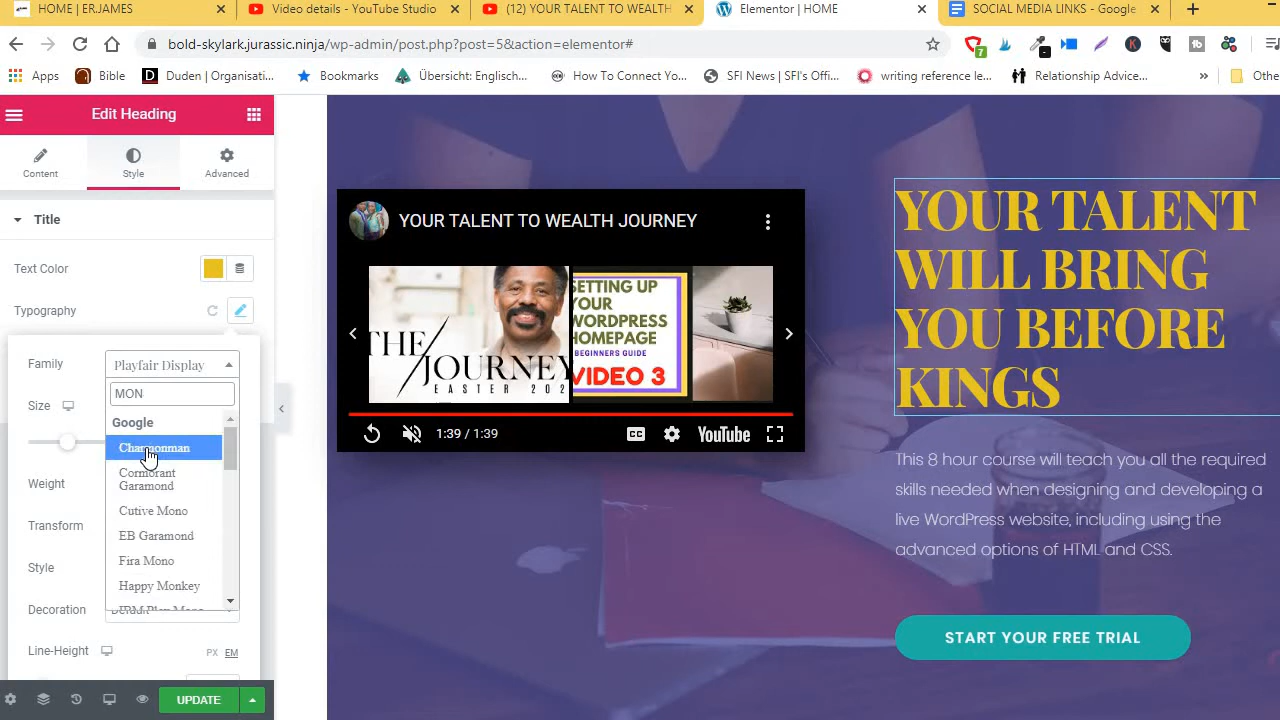 HOME | ERJAMES
Video details - YouTube Studio
(12) YOUR TALENT TO WEALTH
Elementor | HOME
SOCIAL MEDIA LINKS - Google
bold-skylark.jurassic.ninja/wp-admin/post.php?post=5&action=elementor#
7
Apps
Bible
Duden | Organisati...
Bookmarks
Übersicht: Englisch...
How To Connect You...
SFI News | SFI's Offi...
writing reference le...
Relationship Advice...
»
Othe
Edit Heading
Content
Style
Advanced
Title
Text Color
Typography
Family
Playfair Display
MON
Size
Google
Charmonman
Cormorant
Garamond
Weight
Cutive Mono
Transform
EB Garamond
Fira Mono
Style
Happy Monkey
Decoration
Line-Height
PX EM
UPDATE
YOUR TALENT TO WEALTH JOURNEY
THE
JOURNEY
EASTER 202
SETTING UP
YOUR
WORDPRESS
HOMEPAGE
BEGINNERS GUIDE
VIDEO 3
1:39 / 1:39
CC
YouTube
YOUR TALENT
WILL BRING
YOU BEFORE
KINGS
This 8 hour course will teach you all the required
skills needed when designing and developing a
live WordPress website, including using the
advanced options of HTML and CSS.
START YOUR FREE TRIAL